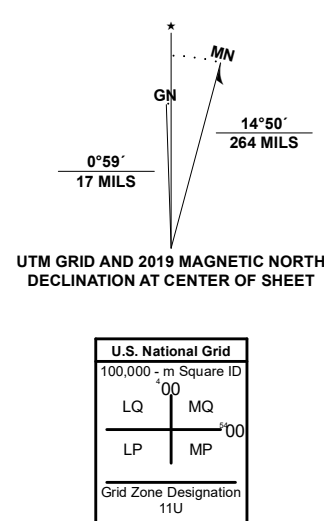 ★
MN
GN
0°59´
17 MILS
14°50´
264 MILS
UTM GRID AND 2019 MAGNETIC NORTH
DECLINATION AT CENTER OF SHEET
U.S. National Grid
100,000 - m Square ID
⁴00
LQ MQ
⁵⁴00
LP MP
Grid Zone Designation
11U